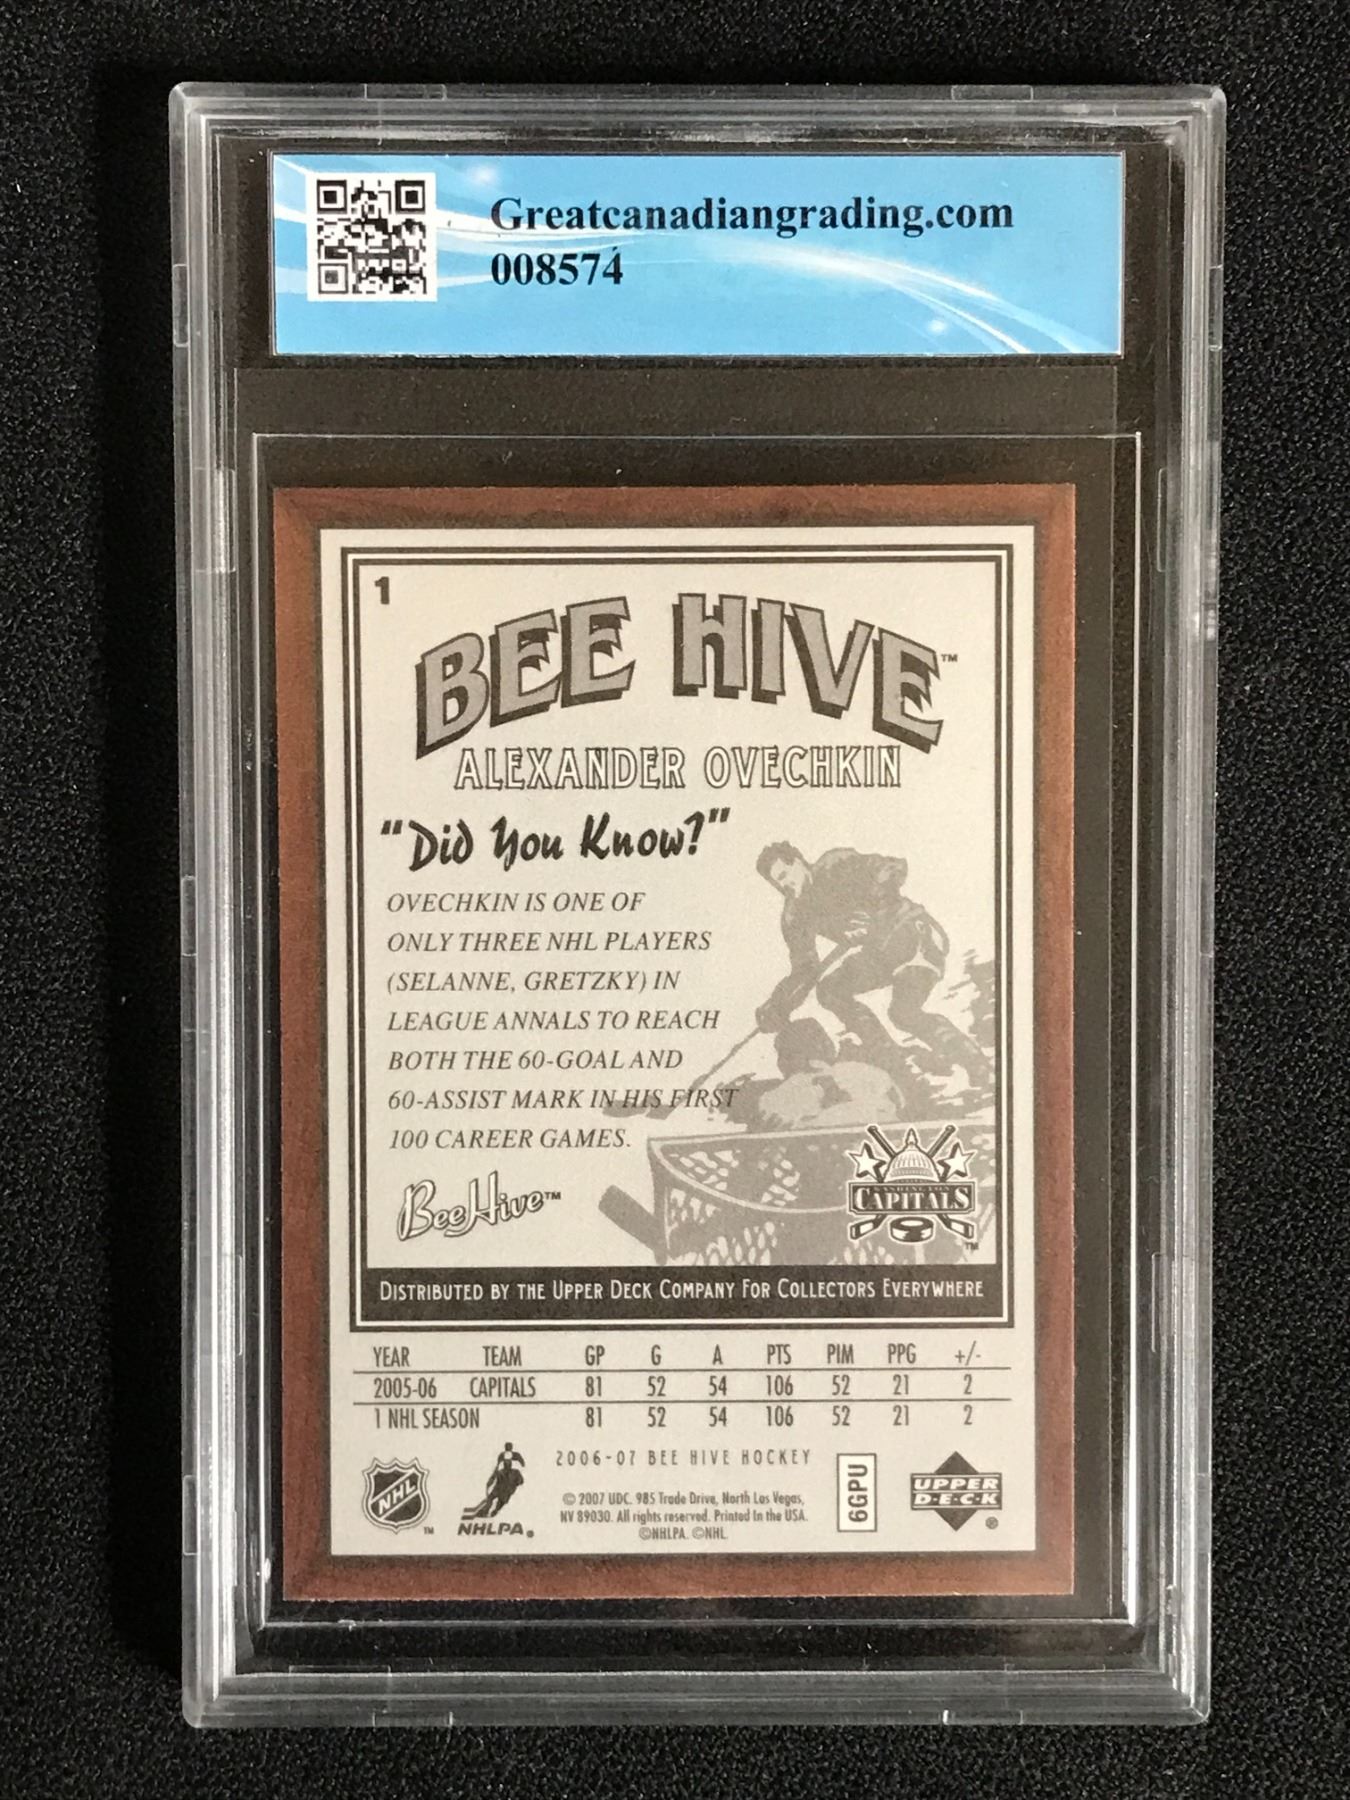 Greatcanadiangrading.com
008574
1
BEE HIVE™
ALEXANDER OVECHKIN
"Did You Know?"
OVECHKIN IS ONE OF
ONLY THREE NHL PLAYERS
(SELANNE, GRETZKY) IN
LEAGUE ANNALS TO REACH
BOTH THE 60-GOAL AND
60-ASSIST MARK IN HIS FIRST
100 CAREER GAMES.
BeeHive™
WASHINGTON
CAPITALS
™
DISTRIBUTED BY THE UPPER DECK COMPANY FOR COLLECTORS EVERYWHERE
YEAR TEAM GP G A PTS PIM PPG +/-
2005-06 CAPITALS 81 52 54 106 52 21 2
1 NHL SEASON 81 52 54 106 52 21 2
2006-07 BEE HIVE HOCKEY
NHL™
NHLPA®
© 2007 UDC. 985 Trade Drive, North Las Vegas,
NV 89030. All rights reserved. Printed In the USA.
©NHLPA. ©NHL.
6GPU
UPPER
D·E·C·K
®